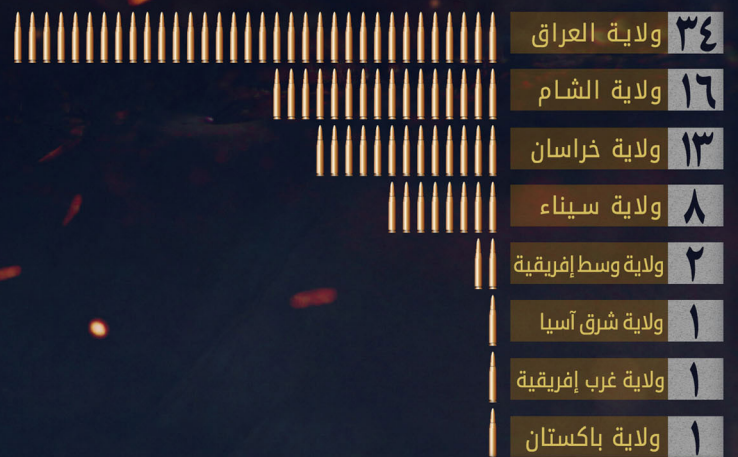 ٣٤ ولاية العراق
١٦ ولاية الشام
١٣ ولاية خراسان
٨ ولاية سيناء
٢ ولاية وسط إفريقية
١ ولاية شرق آسيا
١ ولاية غرب إفريقية
١ ولاية باكستان